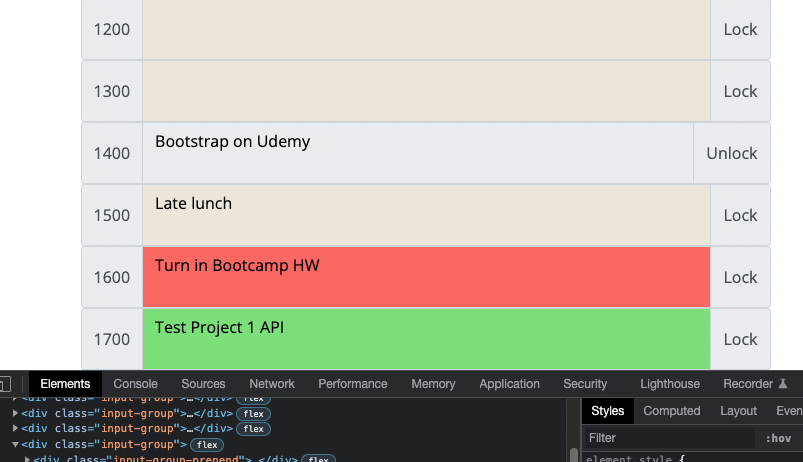 1200 Lock
1300 Lock
1400 Bootstrap on Udemy Unlock
1500 Late lunch Lock
1600 Turn in Bootcamp HW Lock
1700 Test Project 1 API Lock
Elements Console Sources Network Performance Memory Application Security Lighthouse Recorder
<div class="input-group">…</div> flex
<div class="input-group">…</div> flex
<div class="input-group">…</div> flex
<div class="input-group"> flex
<div class="input-group-prepend">…</div> flex
Styles Computed Layout Even
Filter :hov
element.style {